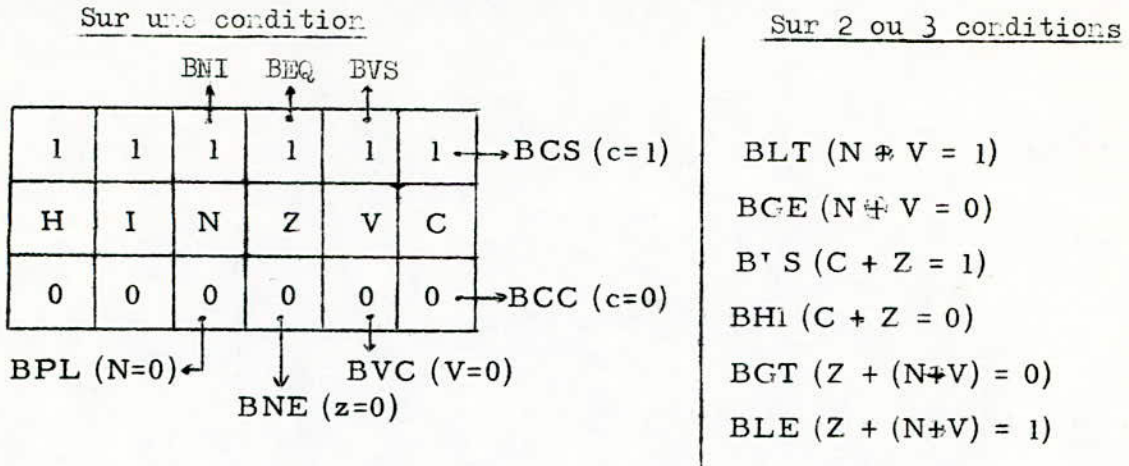 Sur une condition
BNI BEQ BVS
1 1 1 1 1 1 → BCS (c=1)
H I N Z V C
0 0 0 0 0 0 → BCC (c=0)
BPL (N=0) BVC (V=0)
BNE (z=0)
Sur 2 ou 3 conditions
BLT (N ⊕ V = 1)
BGE (N ⊕ V = 0)
(C + Z = 1)
BHi (C + Z = 0)
BGT (Z + (N⊕V) = 0)
BLE (Z + (N⊕V) = 1)